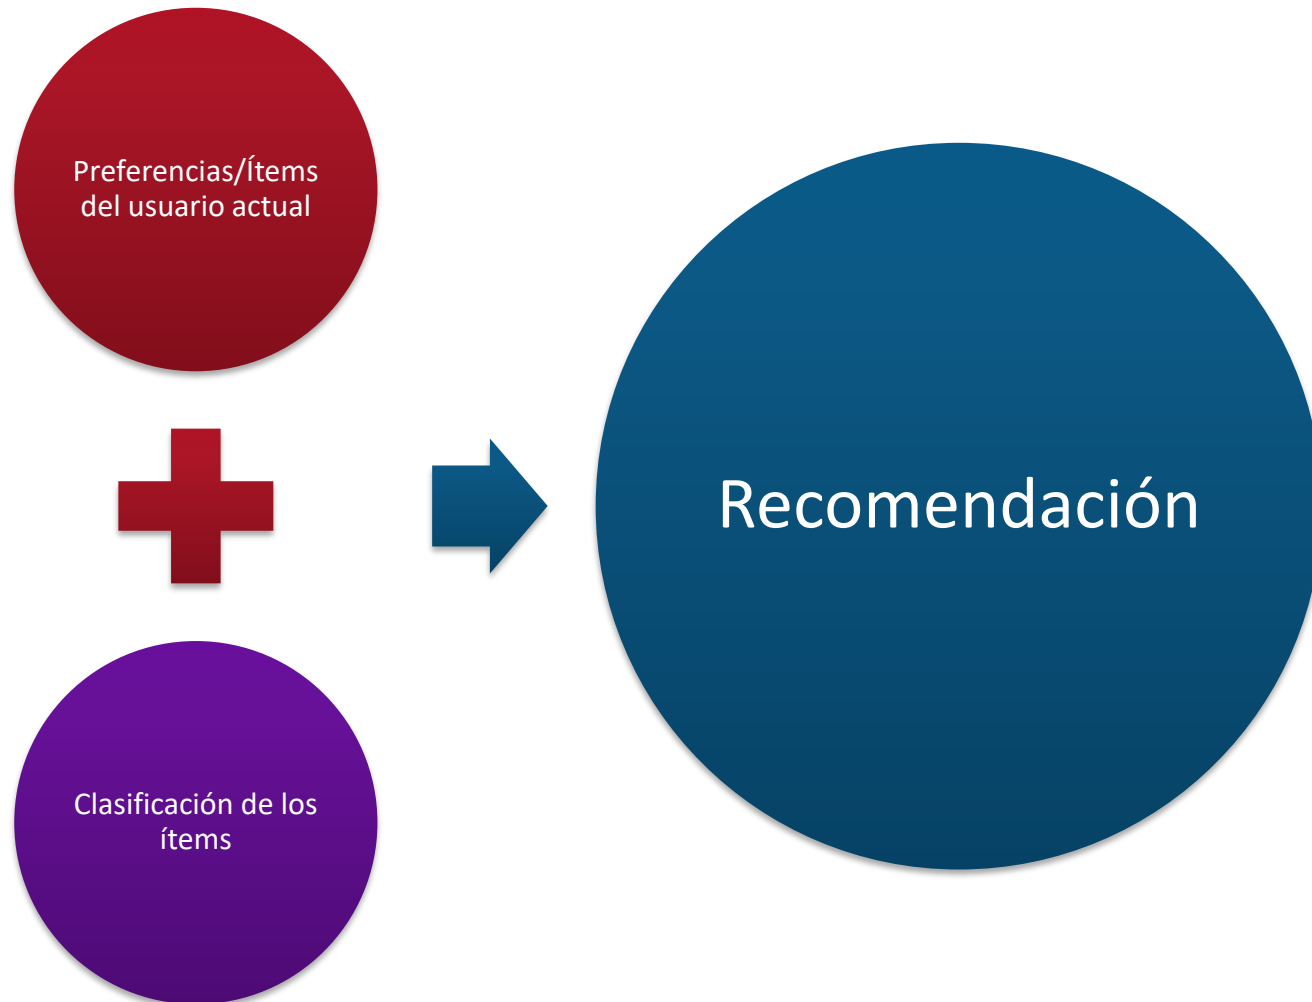 Preferencias/Ítems
del usuario actual
Recomendación
Clasificación de los
ítems